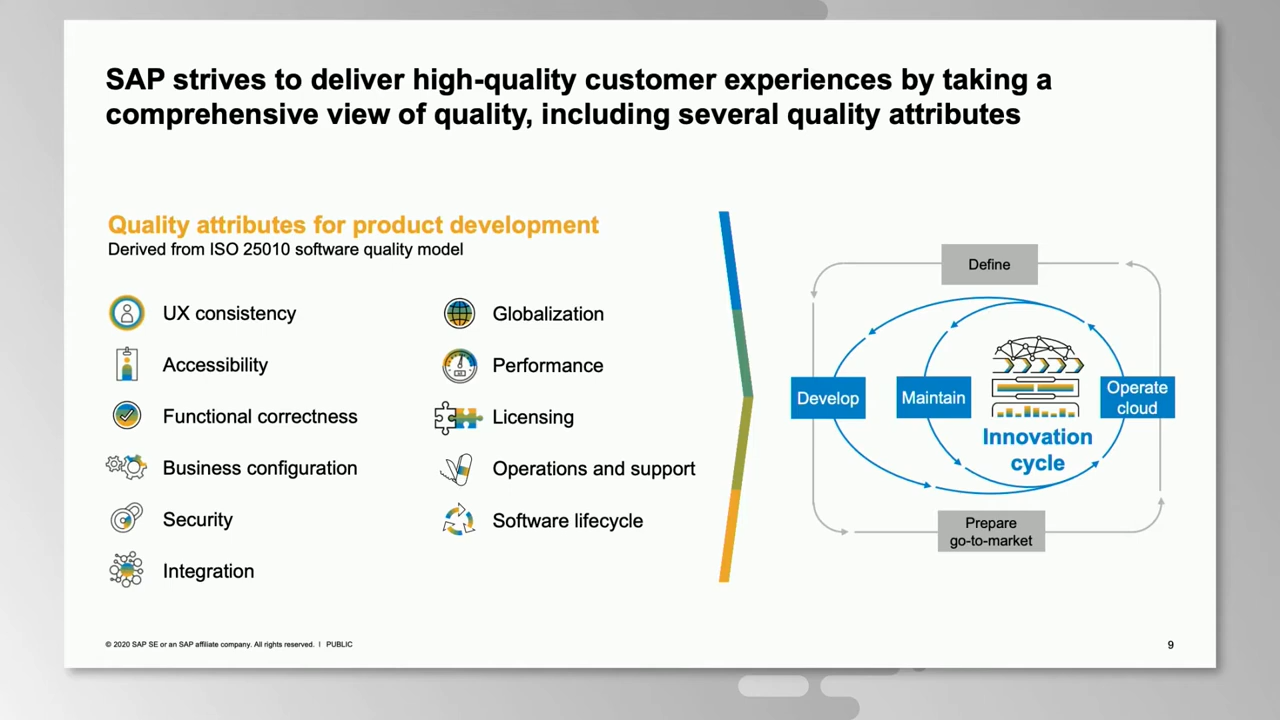 SAP strives to deliver high-quality customer experiences by taking a
comprehensive view of quality, including several quality attributes
Quality attributes for product development
Derived from ISO 25010 software quality model
UX consistency
Accessibility
Functional correctness
Business configuration
Security
Integration
Globalization
Performance
Licensing
Operations and support
Software lifecycle
Define
Develop
Maintain
Operate
cloud
Innovation
cycle
Prepare
go-to-market
© 2020 SAP SE or an SAP affiliate company. All rights reserved. I PUBLIC
9